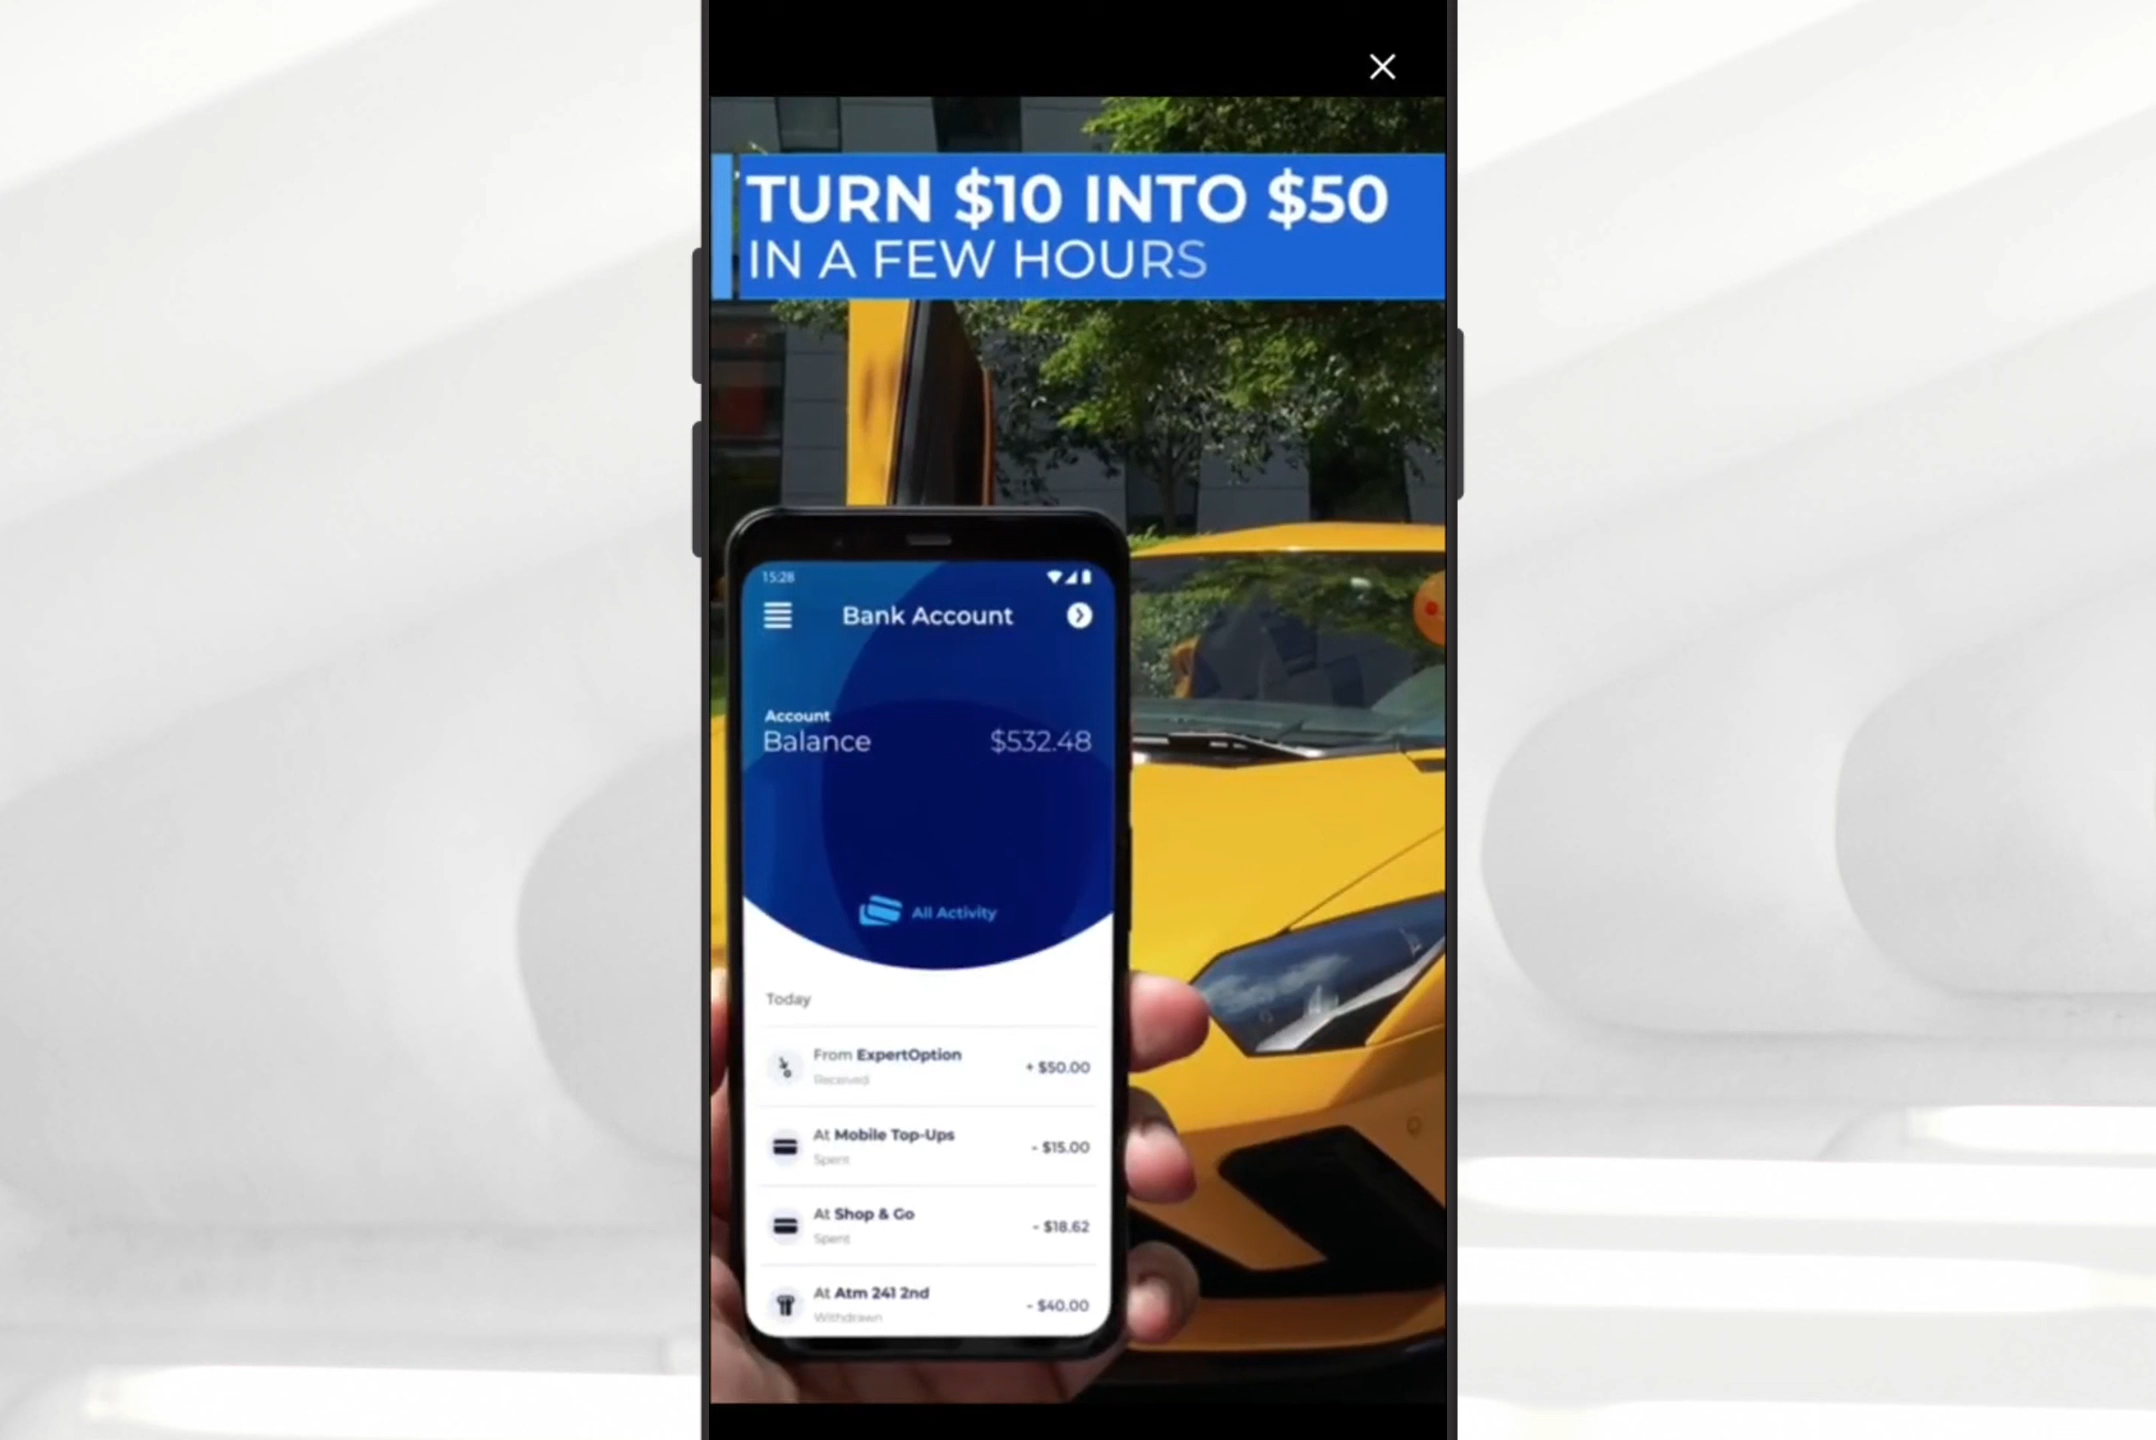 TURN $10 INTO $50
IN A FEW HOURS
15:28
Bank Account
Account
Balance $532.48
All Activity
Today
From ExpertOption + $50.00
Received
At Mobile Top-Ups - $15.00
Spent
At Shop & Go - $18.62
Spent
At Atm 241 2nd - $40.00
Withdrawn